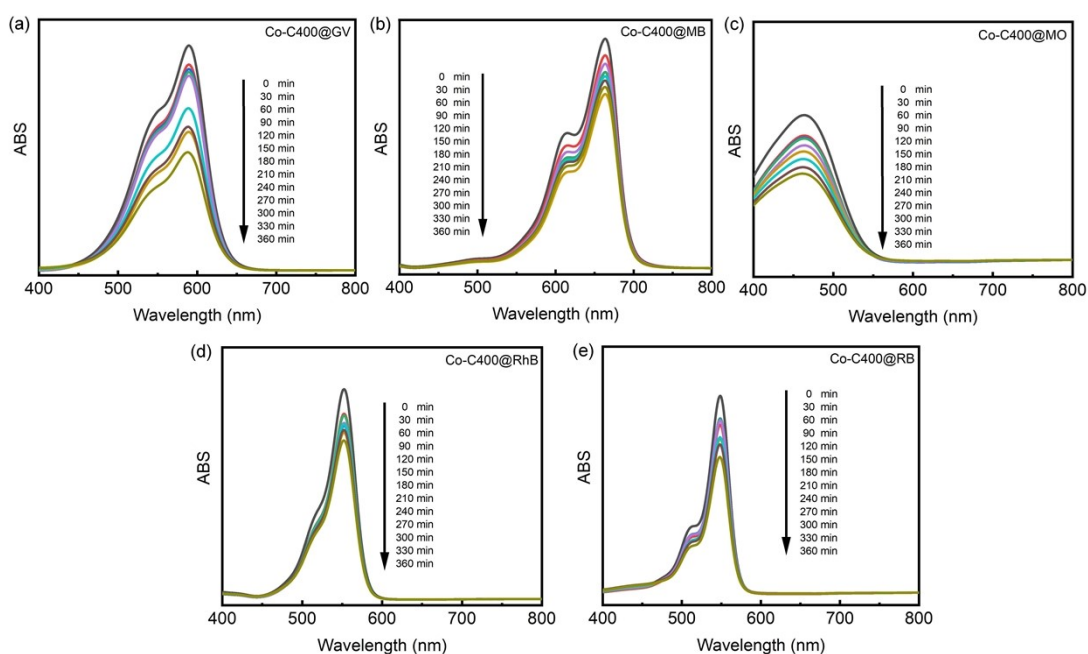 (a)
Co-C400@GV
0 min
30 min
60 min
90 min
120 min
150 min
180 min
210 min
240 min
270 min
300 min
330 min
360 min
ABS
400 500 600 700 800
Wavelength (nm)
(b)
Co-C400@MB
0 min
30 min
60 min
90 min
120 min
150 min
180 min
210 min
240 min
270 min
300 min
330 min
360 min
ABS
400 500 600 700 800
Wavelength (nm)
(c)
Co-C400@MO
0 min
30 min
60 min
90 min
120 min
150 min
180 min
210 min
240 min
270 min
300 min
330 min
360 min
ABS
400 500 600 700 800
Wavelength (nm)
(d)
Co-C400@RhB
0 min
30 min
60 min
90 min
120 min
150 min
180 min
210 min
240 min
270 min
300 min
330 min
360 min
ABS
400 500 600 700 800
Wavelength (nm)
(e)
Co-C400@RB
0 min
30 min
60 min
90 min
120 min
150 min
180 min
210 min
240 min
270 min
300 min
330 min
360 min
ABS
400 500 600 700 800
Wavelength (nm)